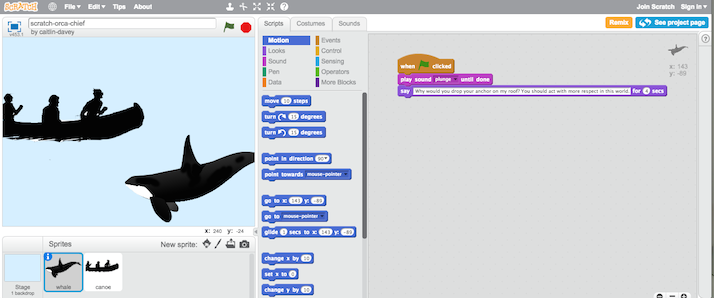 SCRATCH File Edit Tips About Join Scratch Sign in
scratch-orca-chief
by caitlin-davey
Scripts Costumes Sounds
Remix See project page
Motion Events
Looks Control
Sound Sensing
Pen Operators
Data More Blocks
move 10 steps
turn 15 degrees
turn 15 degrees
point in direction 90
point towards mouse-pointer
go to x: 143 y: -89
go to mouse-pointer
glide 1 secs to x: 143 y: -89
change x by 10
set x to 0
change y by 10
when clicked
play sound plunge until done
say Why would you drop your anchor on my roof? You should act with more respect in this world. for 4 secs
x: 143
y: -89
x: 240 y: -24
Sprites New sprite:
Stage
1 backdrop
whale
canoe